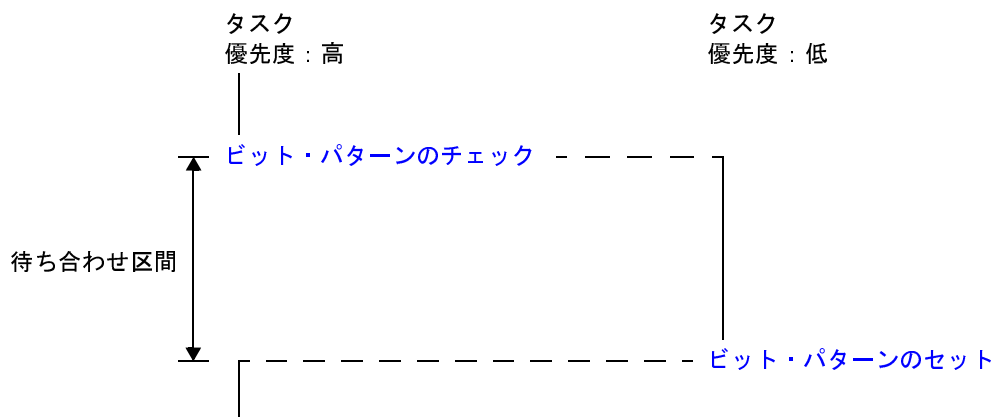 タスク
優先度：高
タスク
優先度：低
ビット・パターンのチェック
待ち合わせ区間
ビット・パターンのセット